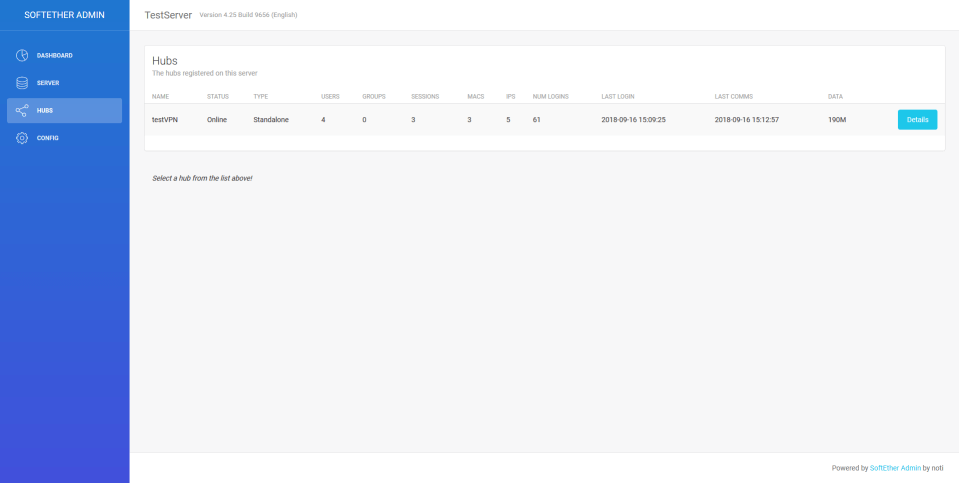 SOFTETHER ADMIN
TestServer Version 4.25 Build 9656 (English)
DASHBOARD
SERVER
HUBS
CONFIG
Hubs
The hubs registered on this server
NAME STATUS TYPE USERS GROUPS SESSIONS MACS IPS NUM LOGINS LAST LOGIN LAST COMMS DATA
testVPN Online Standalone 4 0 3 3 5 61 2018-09-16 15:09:25 2018-09-16 15:12:57 190M Details
Select a hub from the list above!
Powered by SoftEther Admin by noti